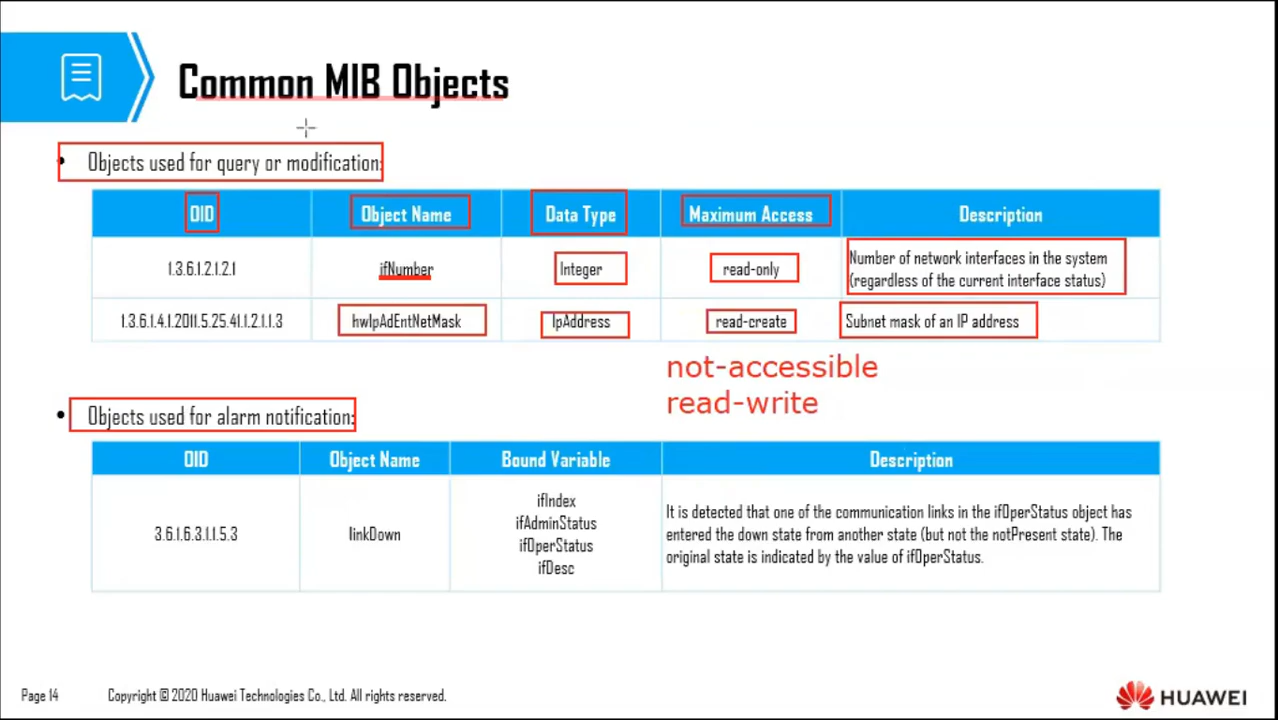 Common MIB Objects
• Objects used for query or modification:
OID Object Name Data Type Maximum Access Description
1.3.6.1.2.1.2.1 ifNumber Integer read-only Number of network interfaces in the system
(regardless of the current interface status)
1.3.6.1.4.1.2011.5.25.41.1.2.1.1.3 hwIpAdEntNetMask IpAddress read-create Subnet mask of an IP address
not-accessible
read-write
• Objects used for alarm notification:
OID Object Name Bound Variable Description
3.6.1.6.3.1.1.5.3 linkDown
ifIndex
ifAdminStatus
ifOperStatus
ifDesc
It is detected that one of the communication links in the ifOperStatus object has
entered the down state from another state (but not the notPresent state). The
original state is indicated by the value of ifOperStatus.
Page 14 Copyright © 2020 Huawei Technologies Co., Ltd. All rights reserved.
HUAWEI